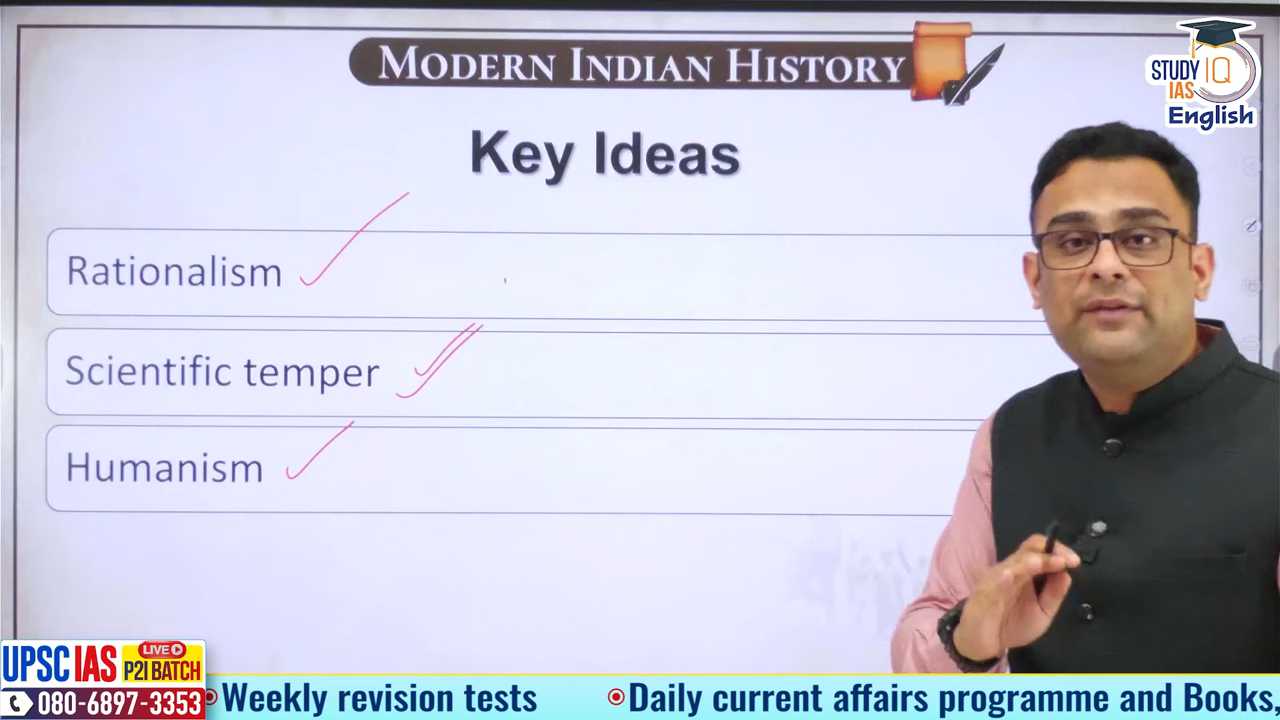 MODERN INDIAN HISTORY
STUDY IQ
IAS
English
Key Ideas
Rationalism
Scientific temper
Humanism
UPSC IAS LIVE P2I BATCH
080-6897-3353
Weekly revision tests
Daily current affairs programme and Books,